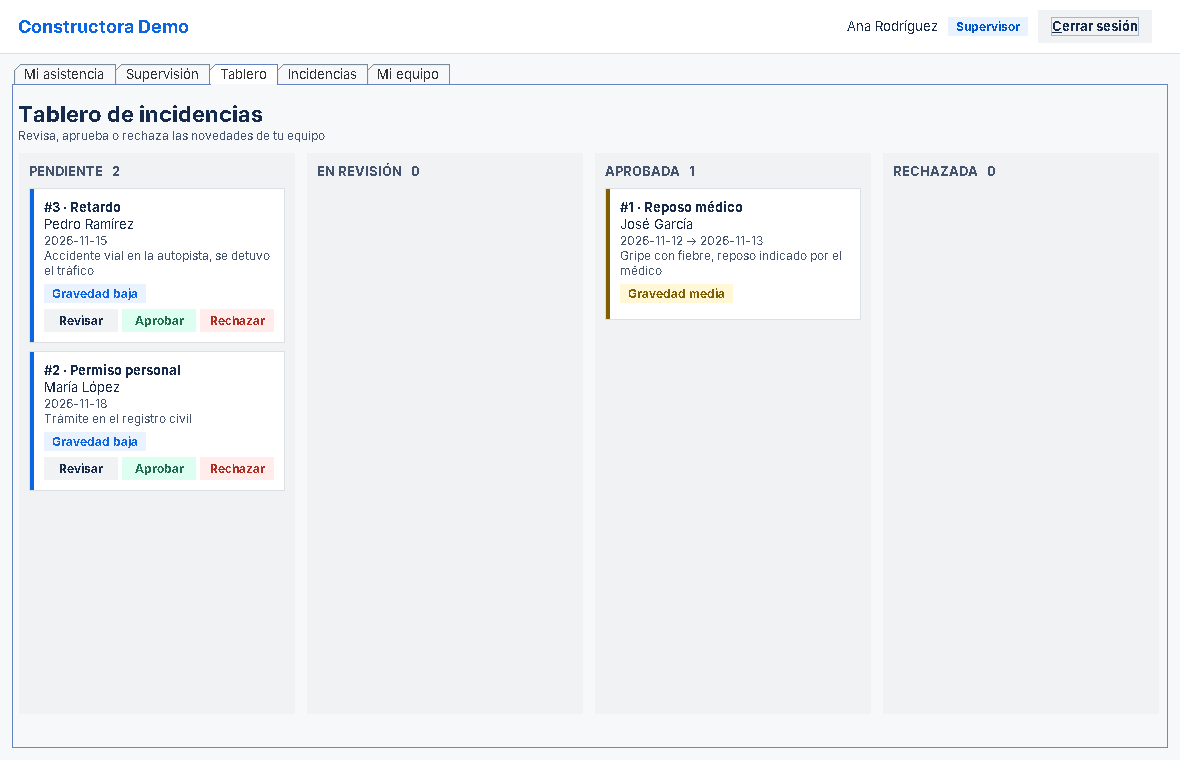 Constructora Demo
Ana Rodríguez
Supervisor
Cerrar sesión
Mi asistencia
Supervisión
Tablero
Incidencias
Mi equipo
Tablero de incidencias
Revisa, aprueba o rechaza las novedades de tu equipo
PENDIENTE 2
#3 · Retardo
Pedro Ramírez
2026-11-15
Accidente vial en la autopista, se detuvo
el tráfico
Gravedad baja
Revisar
Aprobar
Rechazar
#2 · Permiso personal
María López
2026-11-18
Trámite en el registro civil
Gravedad baja
Revisar
Aprobar
Rechazar
EN REVISIÓN 0
APROBADA 1
#1 · Reposo médico
José García
2026-11-12 → 2026-11-13
Gripe con fiebre, reposo indicado por el
médico
Gravedad media
RECHAZADA 0